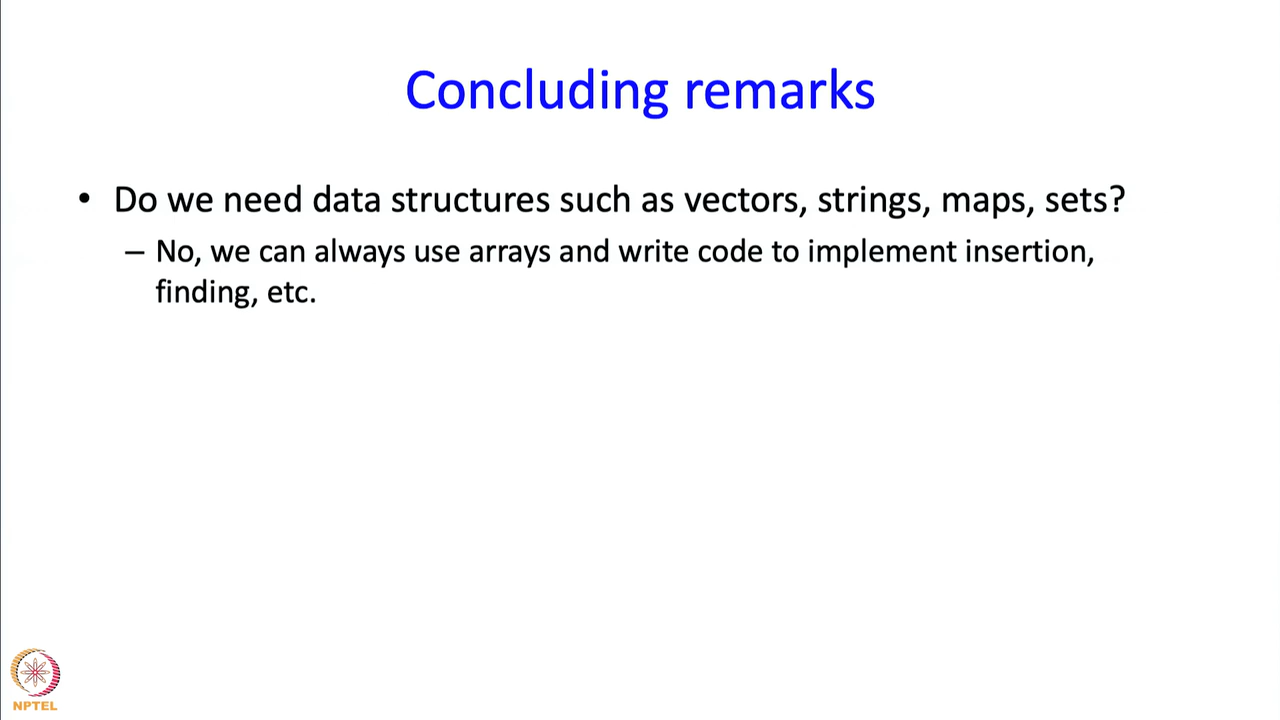 Concluding remarks
• Do we need data structures such as vectors, strings, maps, sets?
– No, we can always use arrays and write code to implement insertion,
finding, etc.
NPTEL